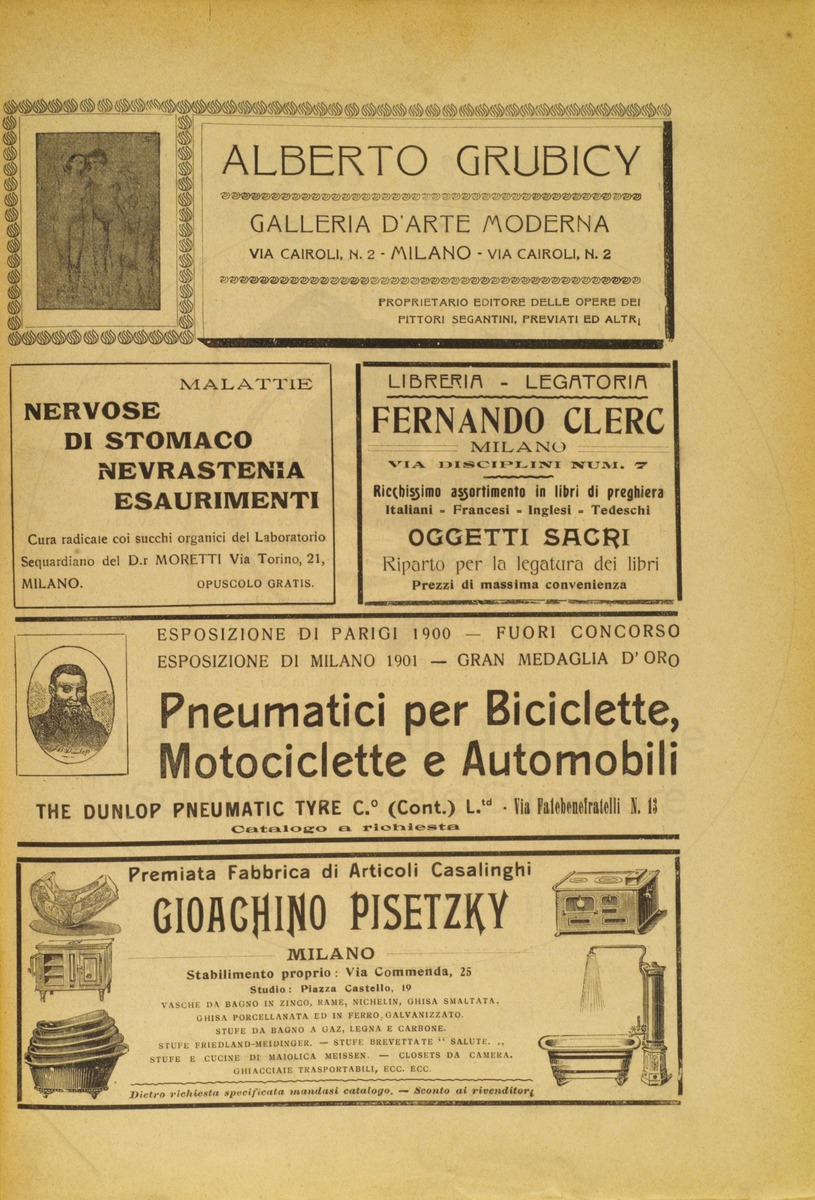 ALBERTO GRUBICY
GALLERIA D'ARTE MODERNA
VIA CAIROLI, N. 2 - MILANO - VIA CAIROLI, N. 2
PROPRIETARIO EDITORE DELLE OPERE DEI
PITTORI SEGANTINI, PREVIATI ED ALTRI
MALATTIE
NERVOSE
DI STOMACO
NEVRASTENIA
ESAURIMENTI
Cura radicale coi succhi organici del Laboratorio
Sequardiano del D.r MORETTI Via Torino, 21,
MILANO. OPUSCOLO GRATIS.
LIBRERIA - LEGATORIA
FERNANDO CLERC
MILANO
VIA DISCIPLINI NUM. 7
Ricchissimo assortimento in libri di preghiera
Italiani - Francesi - Inglesi - Tedeschi
OGGETTI SACRI
Riparto per la legatura dei libri
Prezzi di massima convenienza
ESPOSIZIONE DI PARIGI 1900 — FUORI CONCORSO
ESPOSIZIONE DI MILANO 1901 — GRAN MEDAGLIA D'ORO
Pneumatici per Biciclette,
Motociclette e Automobili
THE DUNLOP PNEUMATIC TYRE C.º (Cont.) L.td · Via Fatebenefratelli N. 13
Catalogo a richiesta
Premiata Fabbrica di Articoli Casalinghi
GIOACHINO PISETZKY
MILANO
Stabilimento proprio: Via Commenda, 25
Studio: Piazza Castello, 19
VASCHE DA BAGNO IN ZINCO, RAME, NICHELIN, GHISA SMALTATA,
GHISA PORCELLANATA ED IN FERRO GALVANIZZATO.
STUFE DA BAGNO A GAZ, LEGNA E CARBONE.
STUFE FRIEDLAND-MEIDINGER. — STUFE BREVETTATE “ SALUTE. ,,
STUFE E CUCINE DI MAIOLICA MEISSEN. — CLOSETS DA CAMERA.
GHIACCIAIE TRASPORTABILI, ECC. ECC.
Dietro richiesta specificata mandasi catalogo. — Sconto ai rivenditori